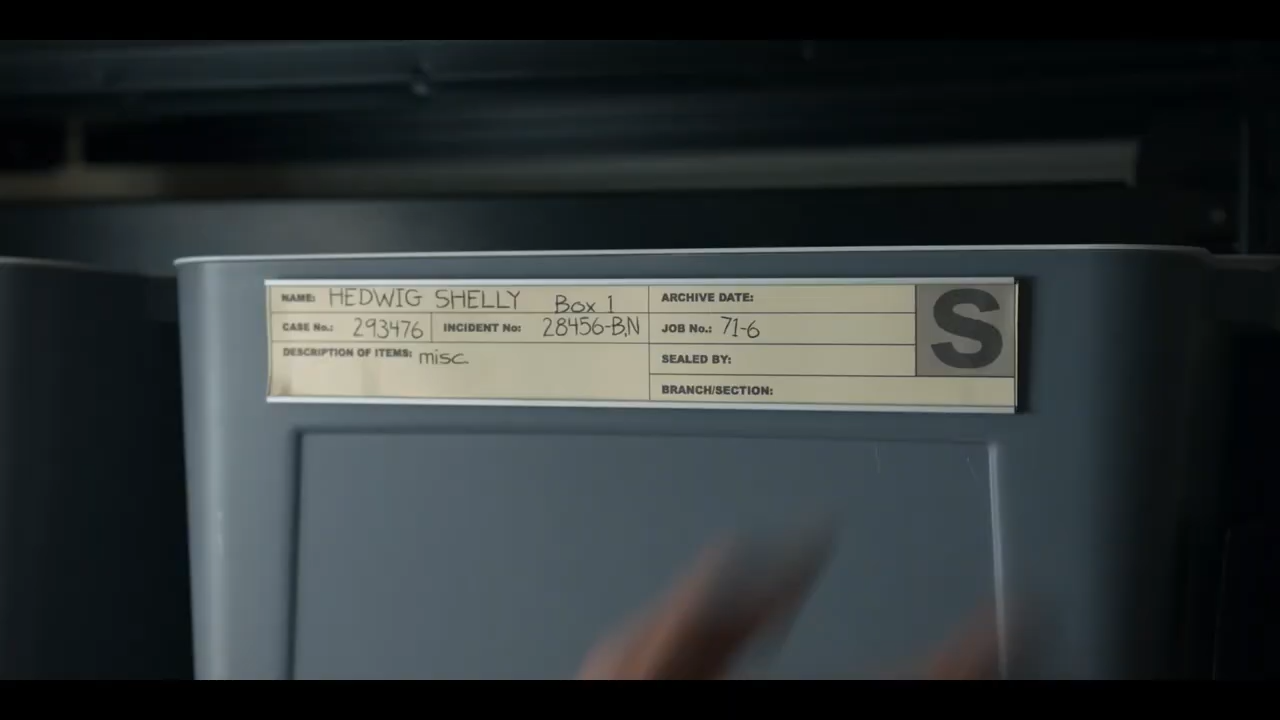 NAME: HEDWIG SHELLY Box 1
CASE No.: 293476 INCIDENT No: 28456-B,N
DESCRIPTION OF ITEMS: misc.
ARCHIVE DATE:
JOB No.: 71-6
SEALED BY:
BRANCH/SECTION:
S